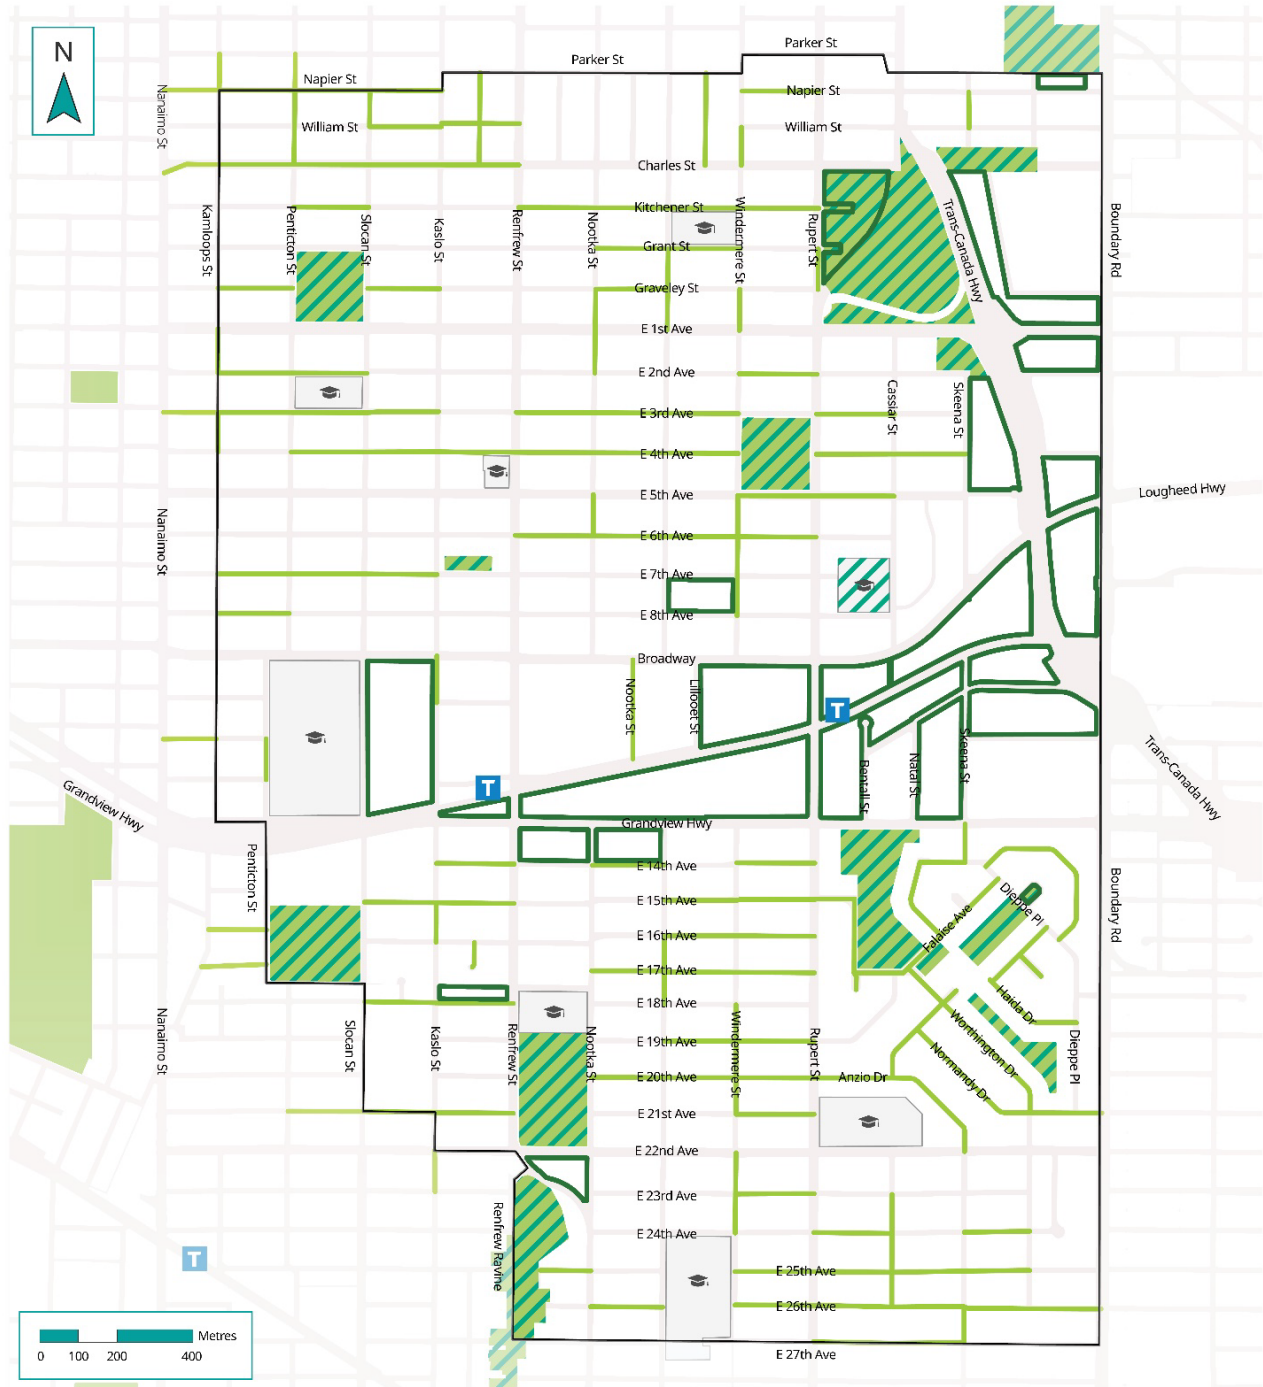 N
Parker St
Parker St
Napier St
Napier St
William St
William St
Nanaimo St
Charles St
Kitchener St
Kamloops St
Penticton St
Slocan St
Kaslo St
Renfrew St
Nootka St
Windermere St
Rupert St
Trans-Canada Hwy
Boundary Rd
Grant St
Graveley St
E 1st Ave
E 2nd Ave
Cassiar St
Skeena St
E 3rd Ave
E 4th Ave
E 5th Ave
Lougheed Hwy
Nanaimo St
E 6th Ave
E 7th Ave
E 8th Ave
Broadway
Nootka St
Lillooet St
T
T
Bentall St
Natal St
Skeena St
Trans-Canada Hwy
Grandview Hwy
Grandview Hwy
Penticton St
E 14th Ave
Boundary Rd
E 15th Ave
Dieppe Pl
Falaise Ave
E 16th Ave
E 17th Ave
Haida Dr
E 18th Ave
Nanaimo St
Slocan St
Kaslo St
Renfrew St
Nootka St
Windermere St
Rupert St
Worthington Dr
Dieppe Pl
E 19th Ave
Normandy Dr
E 20th Ave
Anzio Dr
E 21st Ave
E 22nd Ave
E 23rd Ave
Renfrew Ravine
E 24th Ave
T
E 25th Ave
E 26th Ave
E 27th Ave
Metres
0 100 200 400